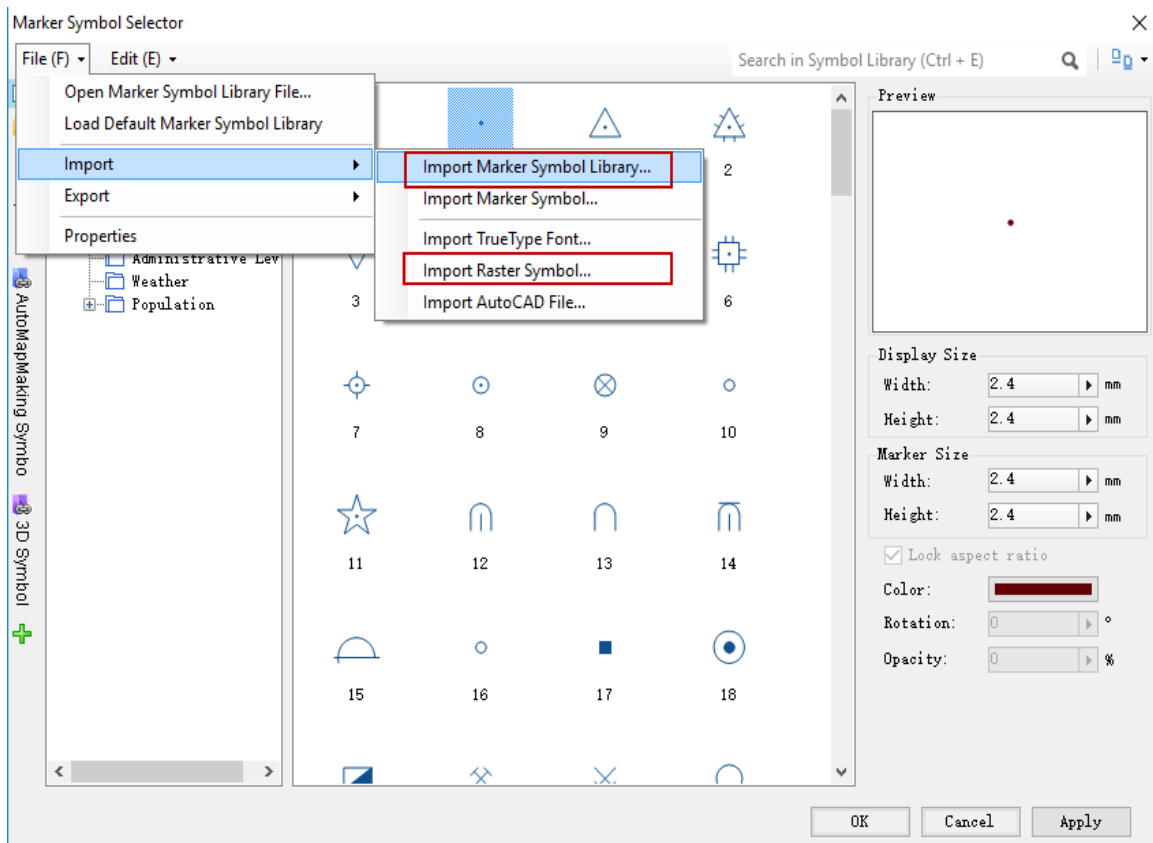 Marker Symbol Selector
File (F)
Edit (E)
Search in Symbol Library (Ctrl + E)
Open Marker Symbol Library File...
Load Default Marker Symbol Library
Import
Export
Properties
Import Marker Symbol Library...
Import Marker Symbol...
Import TrueType Font...
Import Raster Symbol...
Import AutoCAD File...
Administrative Lev
Weather
Population
AutoMapMaking Symbo
3D Symbol
2
3
6
7
8
9
10
11
12
13
14
15
16
17
18
Preview
Display Size
Width: 2.4 mm
Height: 2.4 mm
Marker Size
Width: 2.4 mm
Height: 2.4 mm
Lock aspect ratio
Color:
Rotation: 0 °
Opacity: 0 %
OK
Cancel
Apply